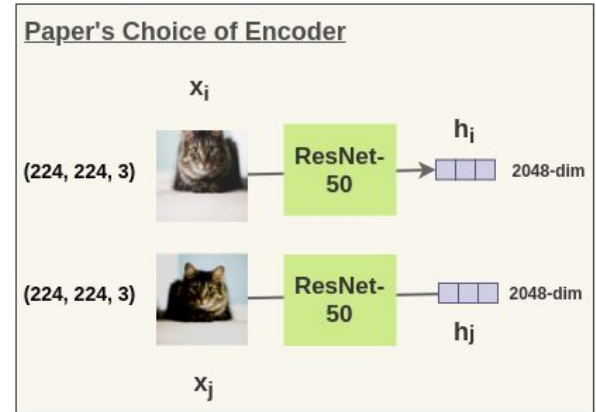 Paper's Choice of Encoder
xi
hi
(224, 224, 3)
ResNet-
50
2048-dim
(224, 224, 3)
ResNet-
50
2048-dim
hj
xj